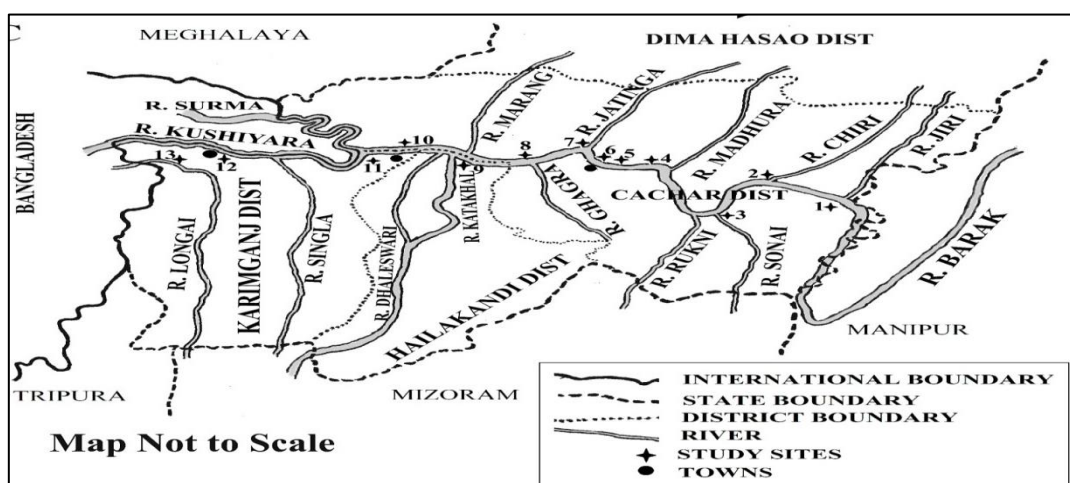 C
MEGHALAYA
DIMA HASAO DIST
R. SURMA
R. KUSHIYARA
BANGLADESH
R. MARANG
R. JATINGA
R. MADHURA
R. CHIRI
R. JIRI
10
13
12
11
9
8
7
6
5
4
2
3
1
CACHAR DIST
R. LONGAI
KARIMGANJ DIST
R. SINGLA
R. DHALESWARI
R. KATAKHAL
R. GHAGRA
R. RUKNI
R. SONAI
R. BARAK
HAILAKANDI DIST
MANIPUR
TRIPURA
MIZORAM
Map Not to Scale
INTERNATIONAL BOUNDARY
STATE BOUNDARY
DISTRICT BOUNDARY
RIVER
STUDY SITES
TOWNS